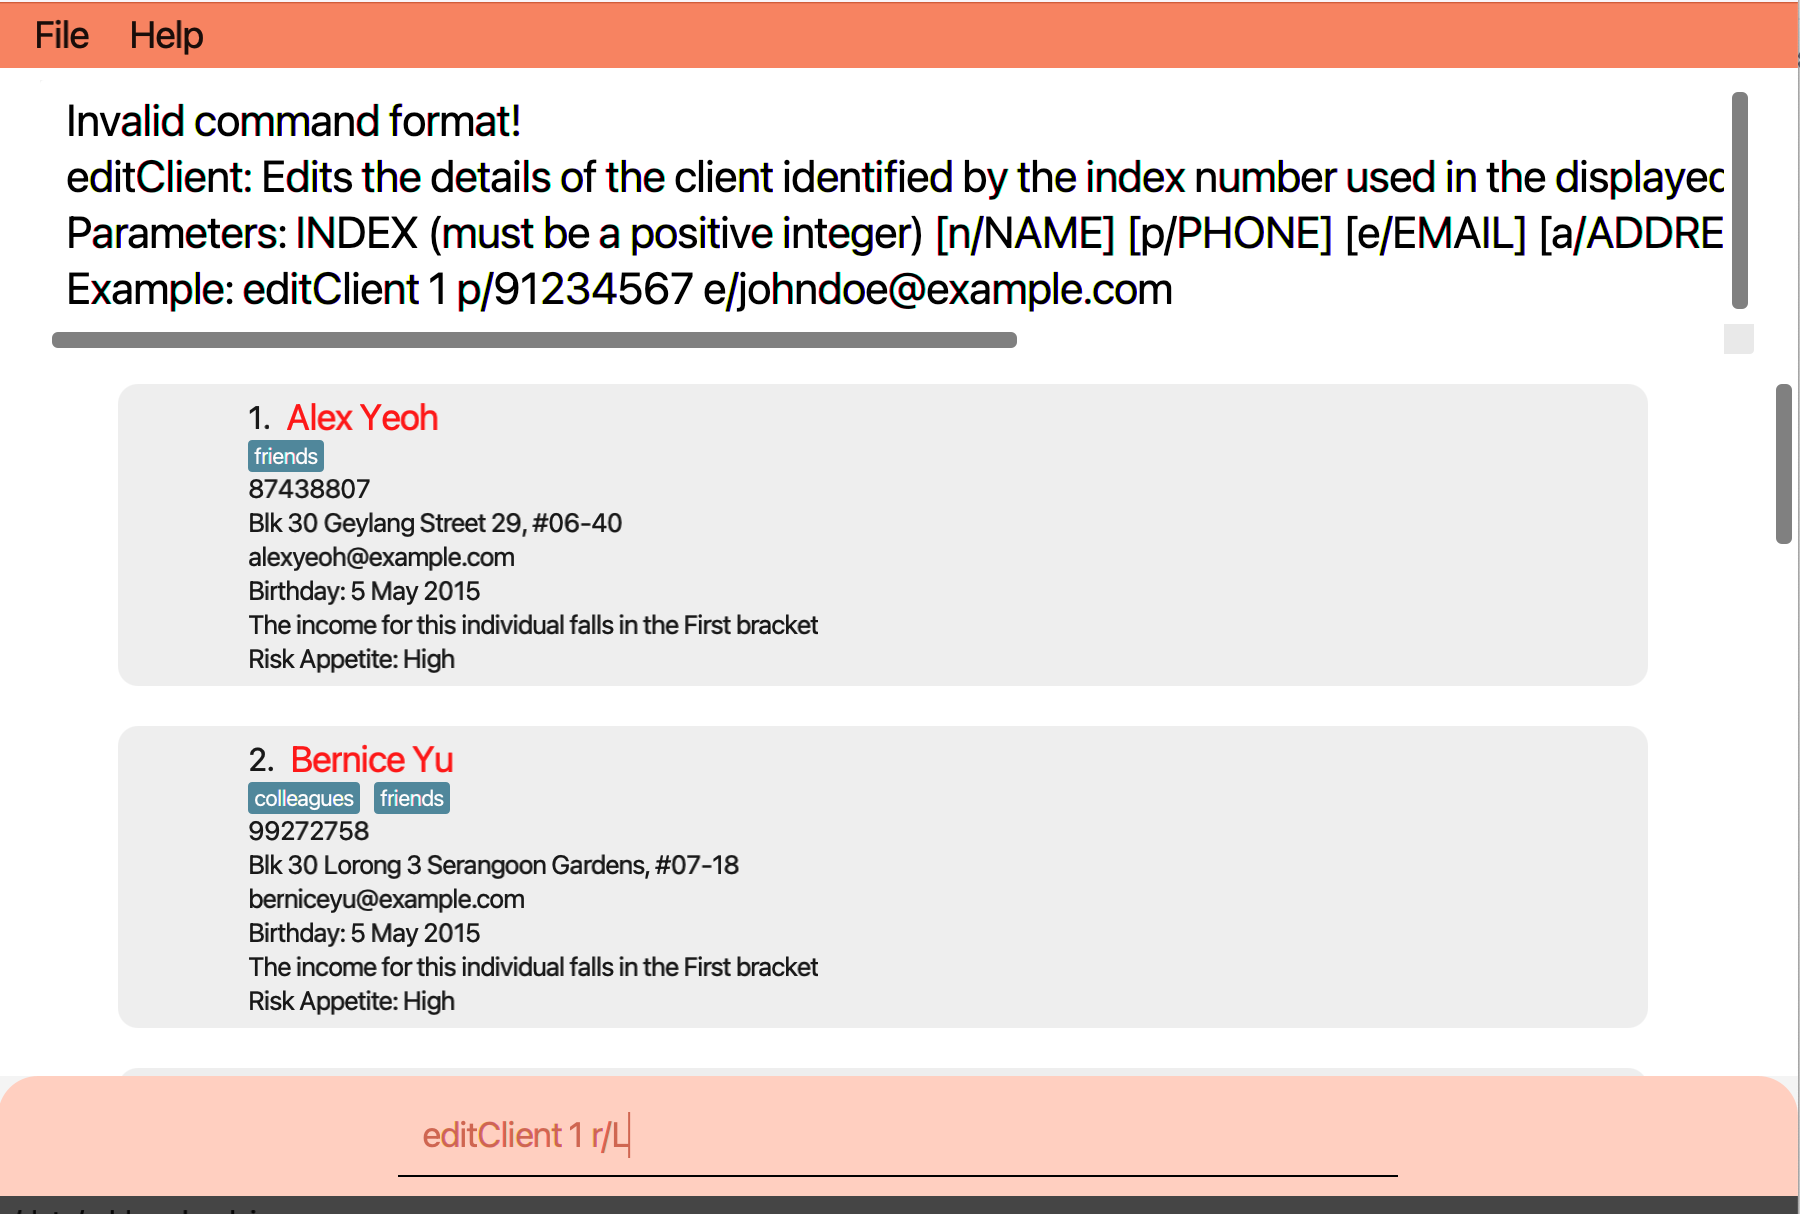 File Help
Invalid command format!
editClient: Edits the details of the client identified by the index number used in the displayed
Parameters: INDEX (must be a positive integer) [n/NAME] [p/PHONE] [e/EMAIL] [a/ADDRE
Example: editClient 1 p/91234567 e/johndoe@example.com
1. Alex Yeoh
friends
87438807
Blk 30 Geylang Street 29, #06-40
alexyeoh@example.com
Birthday: 5 May 2015
The income for this individual falls in the First bracket
Risk Appetite: High
2. Bernice Yu
colleagues friends
99272758
Blk 30 Lorong 3 Serangoon Gardens, #07-18
berniceyu@example.com
Birthday: 5 May 2015
The income for this individual falls in the First bracket
Risk Appetite: High
editClient 1 r/L